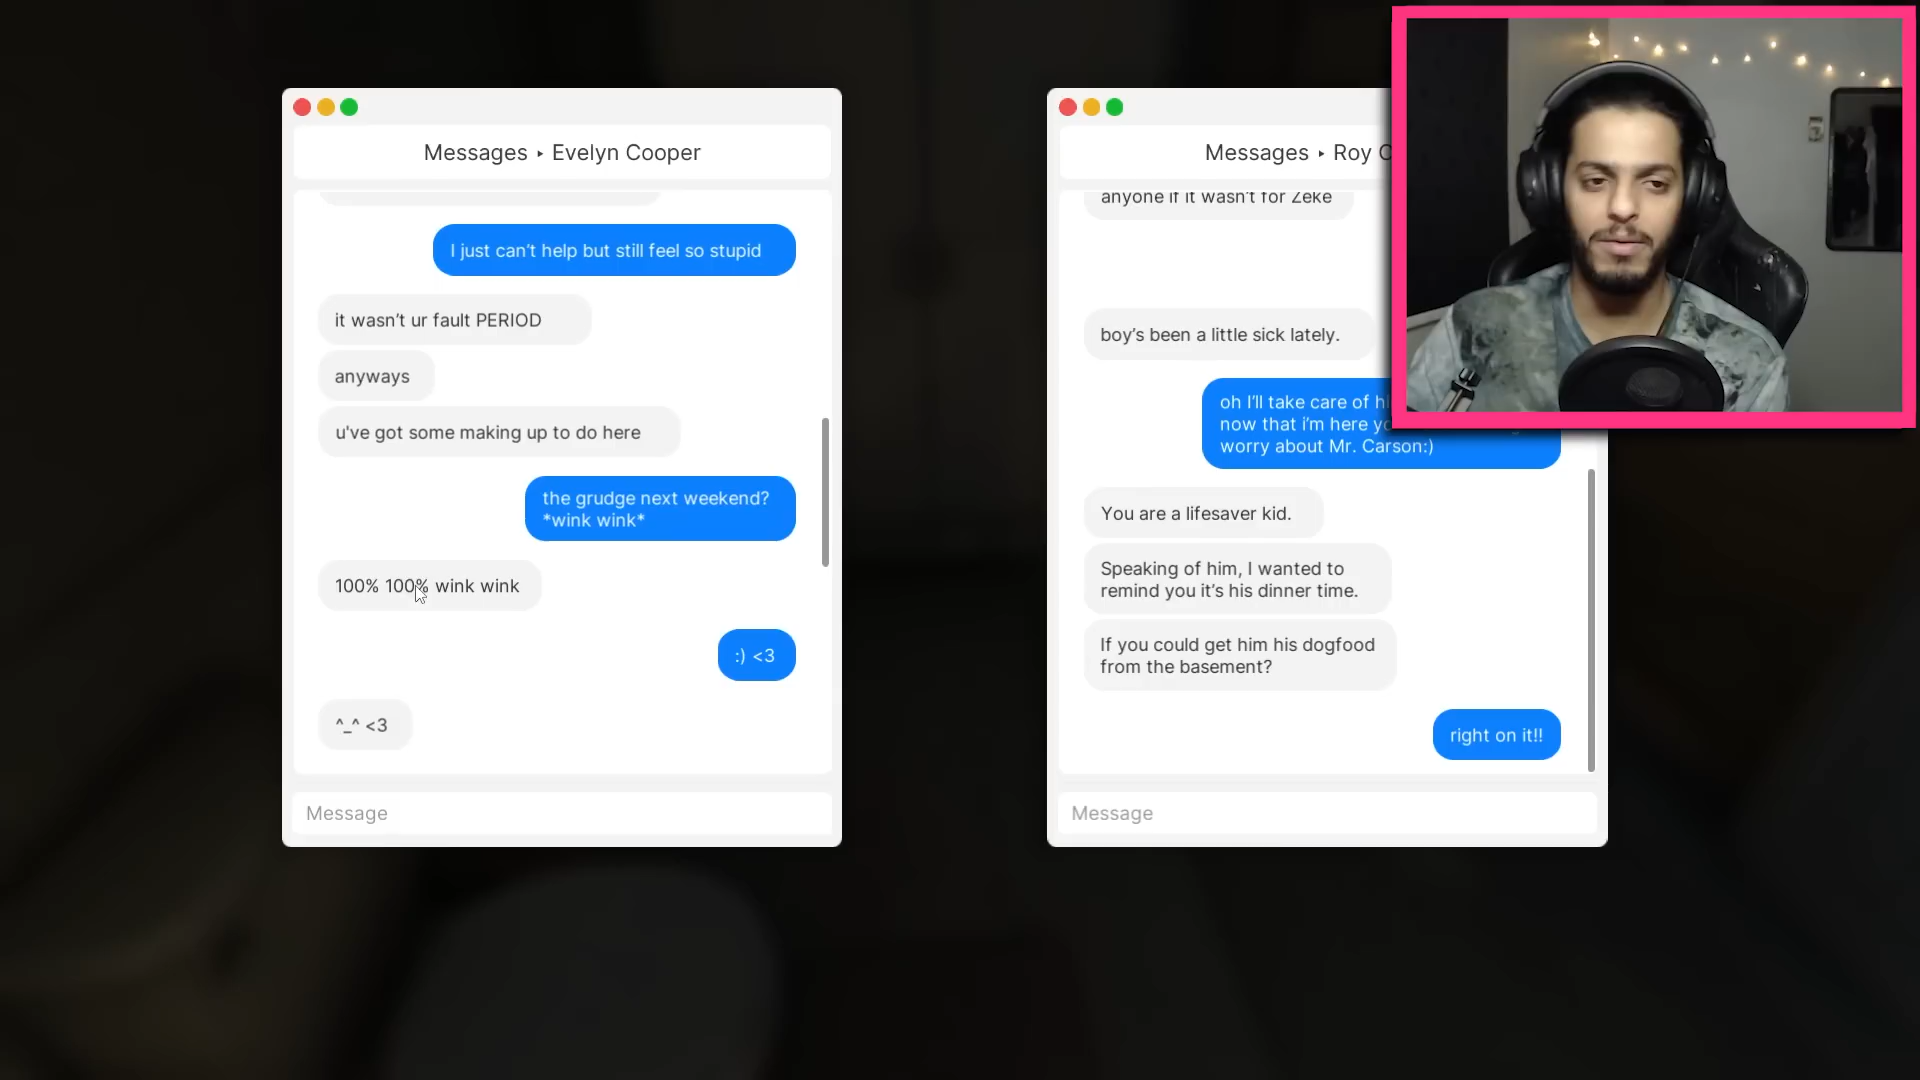 Messages ‣ Evelyn Cooper
I just can't help but still feel so stupid
it wasn't ur fault PERIOD
anyways
u've got some making up to do here
the grudge next weekend?
*wink wink*
100% 100% wink wink
:) <3
^_^ <3
Message
Messages ‣ Roy
anyone if it wasn't for Zeke
boy's been a little sick lately.
oh I'll take care of
now that i'm here
worry about Mr. Carson:)
You are a lifesaver kid.
Speaking of him, I wanted to
remind you it's his dinner time.
If you could get him his dogfood
from the basement?
right on it!!
Message